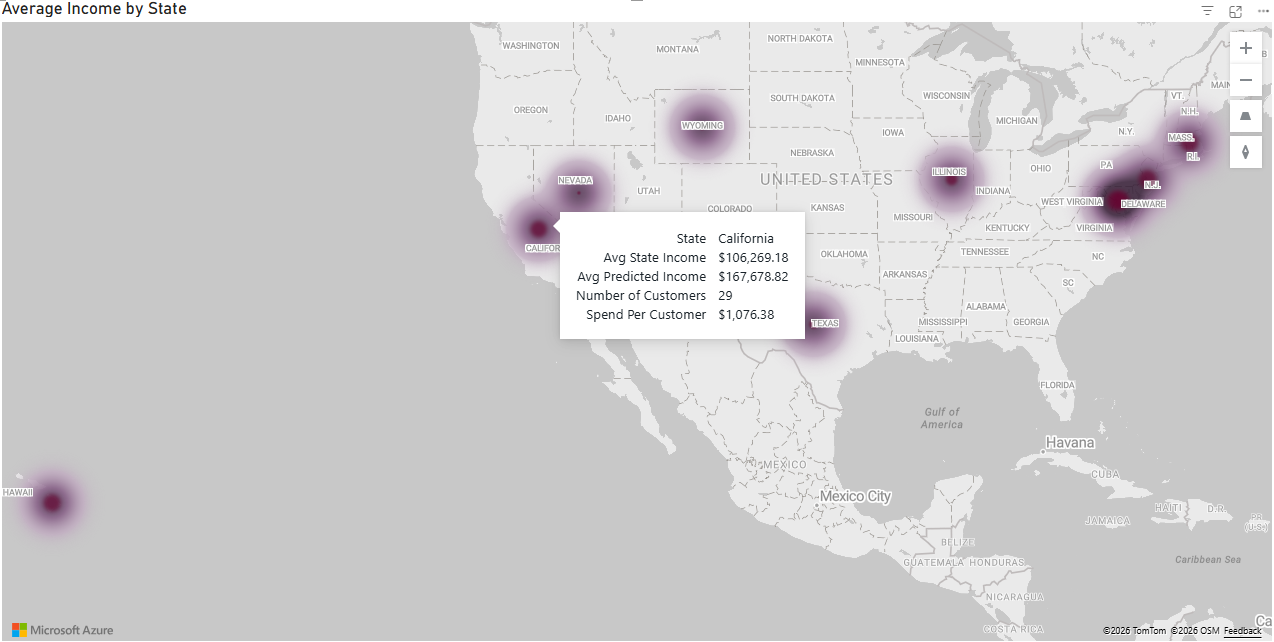 Average Income by State
WASHINGTON
MONTANA
NORTH DAKOTA
MINNESOTA
OREGON
IDAHO
WYOMING
SOUTH DAKOTA
WISCONSIN
MICHIGAN
VT.
MAIN
N.H.
N.Y.
MASS.
R.I.
IOWA
NEBRASKA
ILLINOIS
INDIANA
OHIO
PA
N.J.
DELAWARE
WEST VIRGINIA
VIRGINIA
NEVADA
UTAH
COLORADO
UNITED STATES
KANSAS
MISSOURI
KENTUCKY
CALIFOR
State California
Avg State Income $106,269.18
Avg Predicted Income $167,678.82
Number of Customers 29
Spend Per Customer $1,076.38
OKLAHOMA
ARKANSAS
TENNESSEE
NC
SC
TEXAS
MISSISSIPPI
ALABAMA
GEORGIA
LOUISIANA
FLORIDA
Gulf of
America
Havana
CUBA
MEXICO
Mexico City
HAWAII
JAMAICA
HAITI
D.R.
P.R.
(U.S.)
BELIZE
GUATEMALA
HONDURAS
Caribbean Sea
NICARAGUA
COSTA RICA
Ca
Microsoft Azure
©2026 TomTom ©2026 OSM Feedback